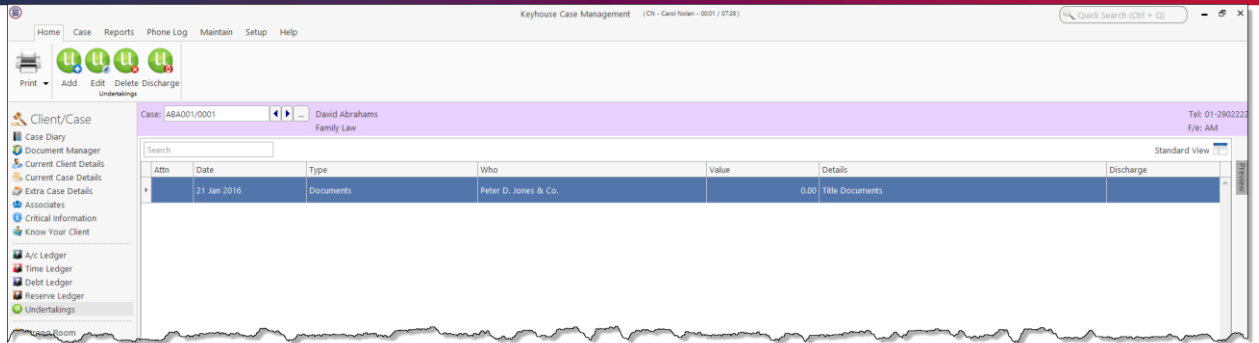 Keyhouse Case Management (CN - Carol Nolan - 0001 / 0729)
Quick Search (Ctrl + Q)
Home Case Reports Phone Log Maintain Setup Help
Print Add Edit Delete Discharge
Undertakings
Client/Case
Case Diary
Document Manager
Current Client Details
Current Case Details
Extra Case Details
Associates
Critical Information
Know Your Client
A/c Ledger
Time Ledger
Debt Ledger
Reserve Ledger
Undertakings
Strong Room
Case: ABA001/0001 ... David Abrahams
Family Law
Tel: 01-2902222
F/e: AM
Search
Standard View
Attn Date Type Who Value Details Discharge
21 Jan 2016 Documents Peter D. Jones & Co. 0.00 Title Documents
Preview